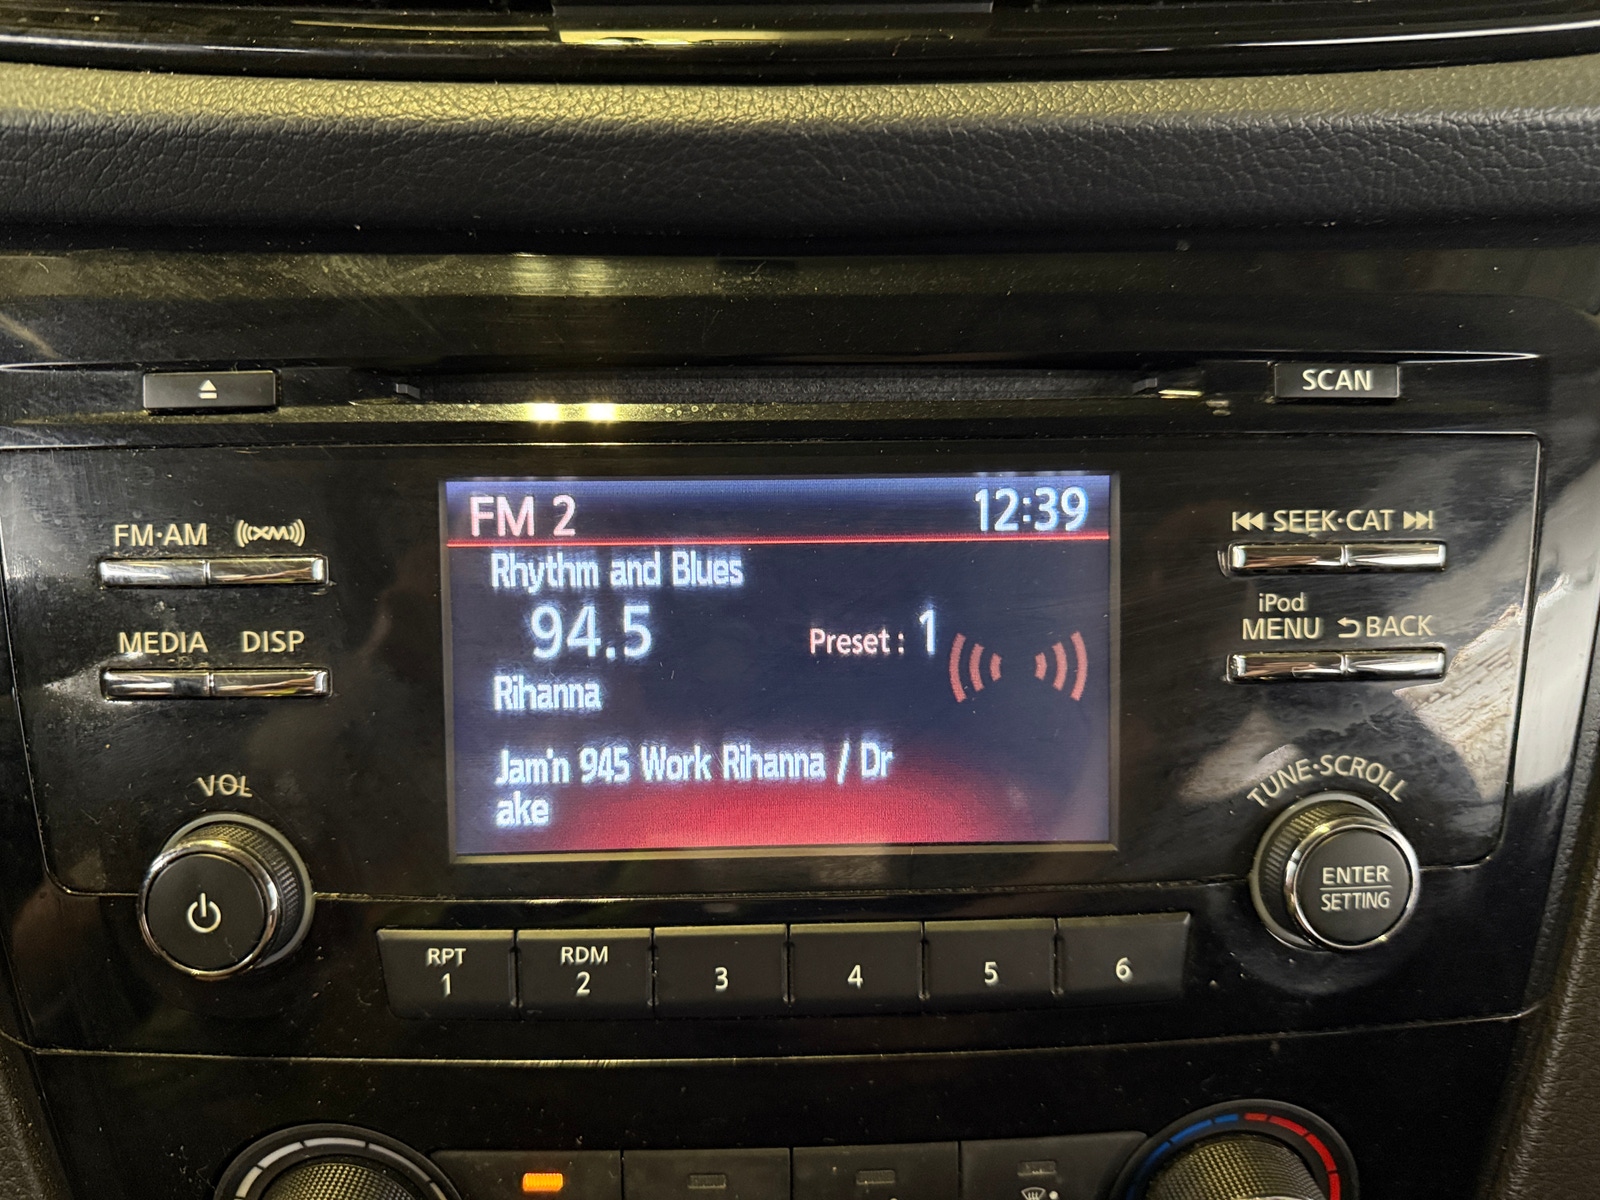 SCAN
FM 2 12:39
FM·AM XM
SEEK·CAT
Rhythm and Blues
94.5 Preset : 1
iPod
MENU BACK
MEDIA DISP
Rihanna
Jam'n 945 Work Rihanna / Dr
ake
VOL
TUNE·SCROLL
ENTER
SETTING
RPT
1
RDM
2
3
4
5
6